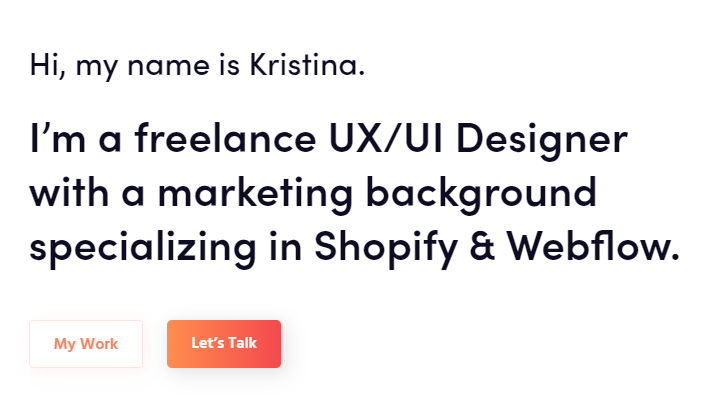 Hi, my name is Kristina.
I’m a freelance UX/UI Designer
with a marketing background
specializing in Shopify & Webflow.
My Work
Let’s Talk